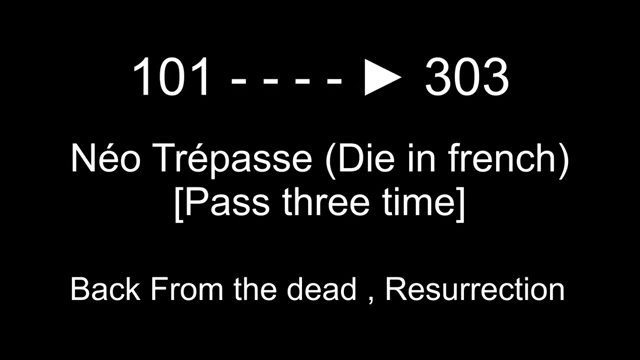 101 - - - - ► 303
Néo Trépasse (Die in french)
[Pass three time]
Back From the dead , Resurrection